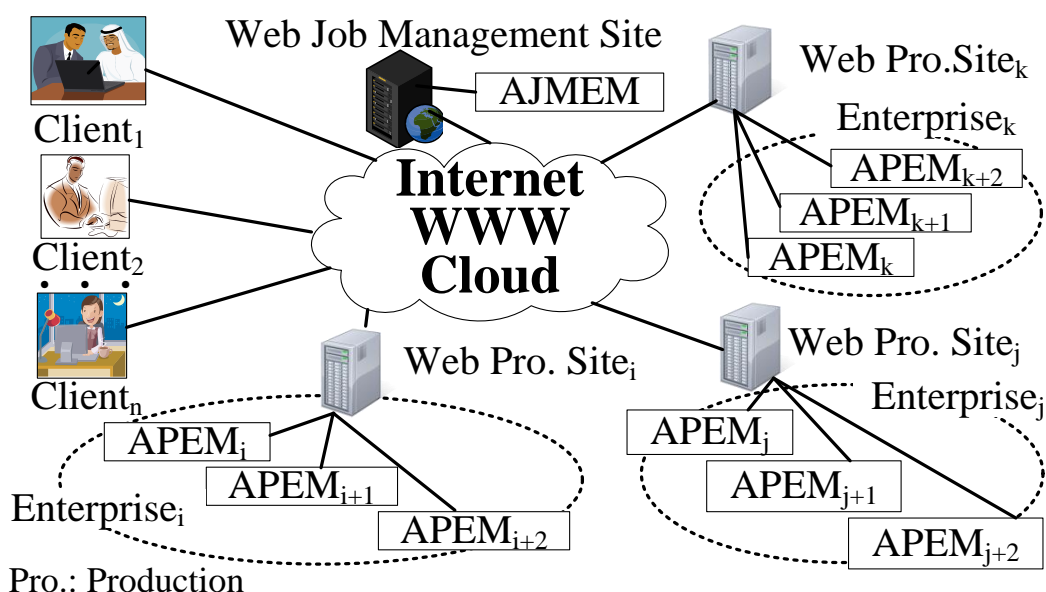 Web Job Management Site
AJMEM
Web Pro.Siteₖ
Enterpriseₖ
APEMₖ₊₂
APEMₖ₊₁
APEMₖ
Client₁
Client₂
. . .
Clientₙ
Internet
WWW
Cloud
Web Pro. Siteᵢ
APEMᵢ
APEMᵢ₊₁
APEMᵢ₊₂
Enterpriseᵢ
Web Pro. Siteⱼ
Enterpriseⱼ
APEMⱼ
APEMⱼ₊₁
APEMⱼ₊₂
Pro.: Production